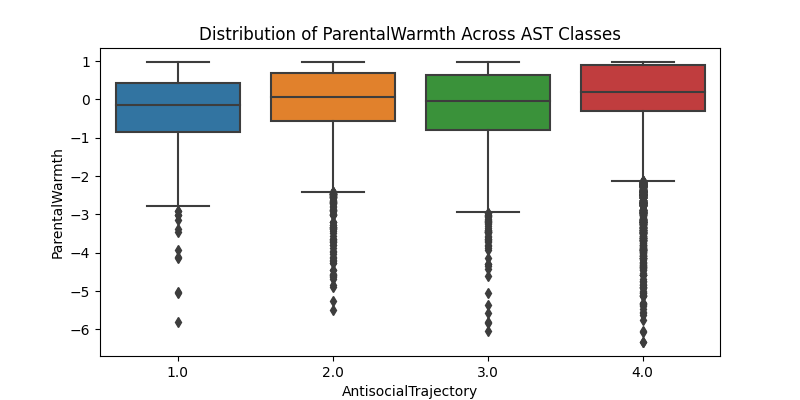 Distribution of ParentalWarmth Across AST Classes
ParentalWarmth
1
0
−1
−2
−3
−4
−5
−6
1.0 2.0 3.0 4.0
AntisocialTrajectory